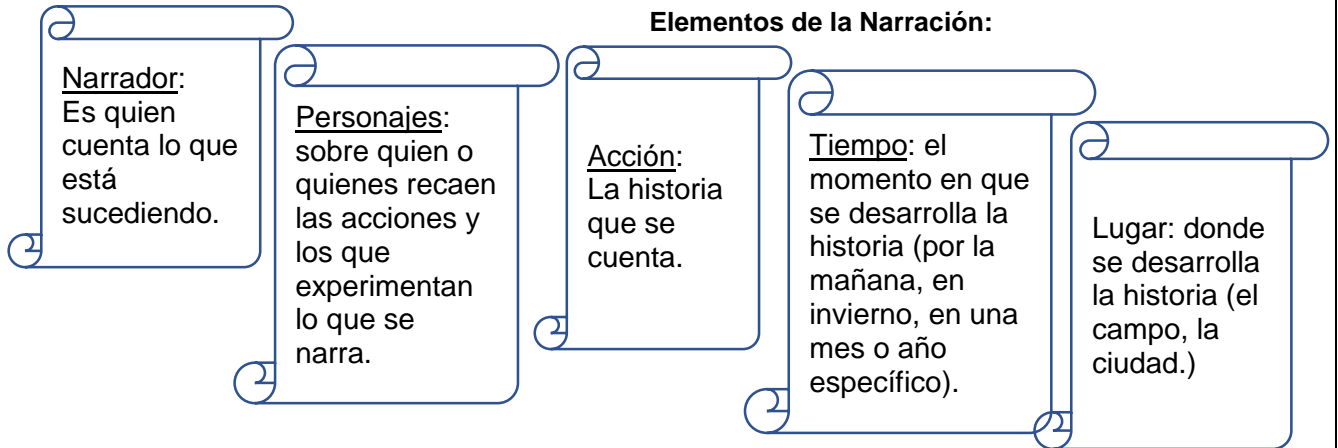 Elementos de la Narración:
Narrador:
Es quien
cuenta lo que
está
sucediendo.
Personajes:
sobre quien o
quienes recaen
las acciones y
los que
experimentan
lo que se
narra.
Acción:
La historia
que se
cuenta.
Tiempo: el
momento en que
se desarrolla la
historia (por la
mañana, en
invierno, en una
mes o año
específico).
Lugar: donde
se desarrolla
la historia (el
campo, la
ciudad.)